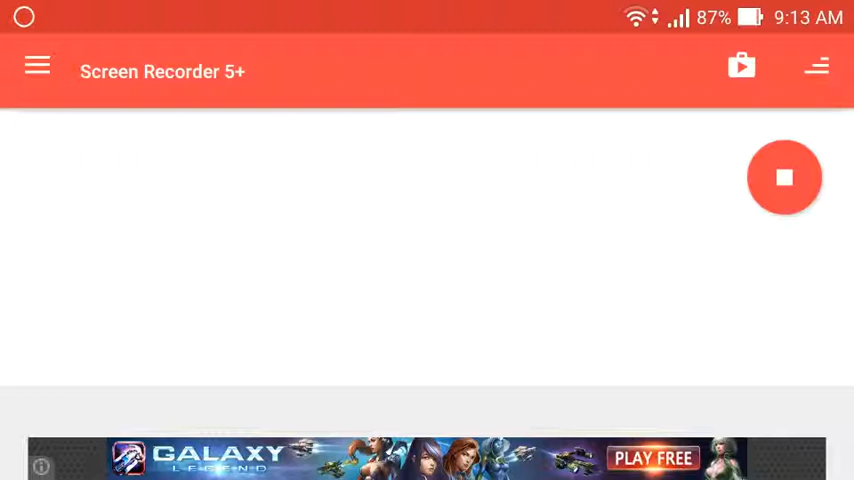 87% 9:13 AM
Screen Recorder 5+
GALAXY
LEGEND
PLAY FREE